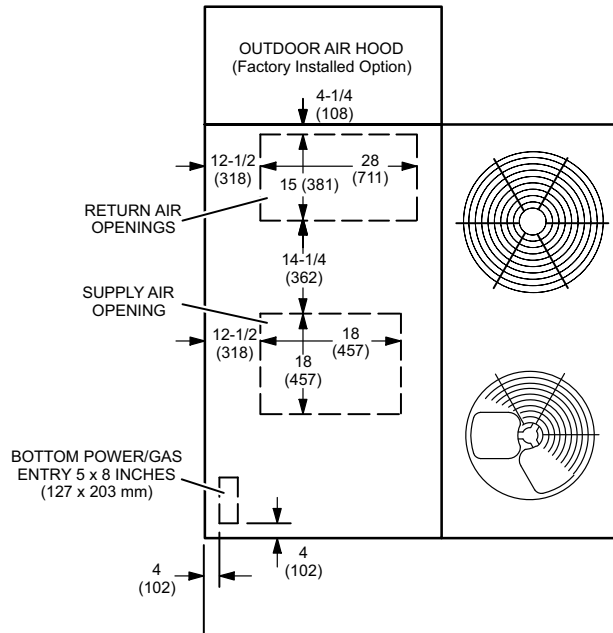 OUTDOOR AIR HOOD
(Factory Installed Option)
4-1/4
(108)
12-1/2
(318)
28
(711)
15 (381)
RETURN AIR
OPENINGS
14-1/4
(362)
SUPPLY AIR
OPENING
12-1/2
(318)
18
(457)
18
(457)
BOTTOM POWER/GAS
ENTRY 5 x 8 INCHES
(127 x 203 mm)
4
(102)
4
(102)